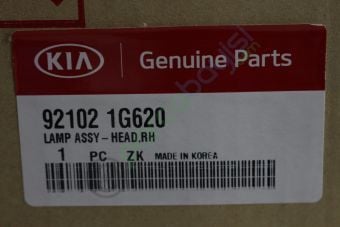 KIA Genuine Parts
92102 1G620
LAMP ASSY-HEAD,RH
1 PC ZK MADE IN KOREA